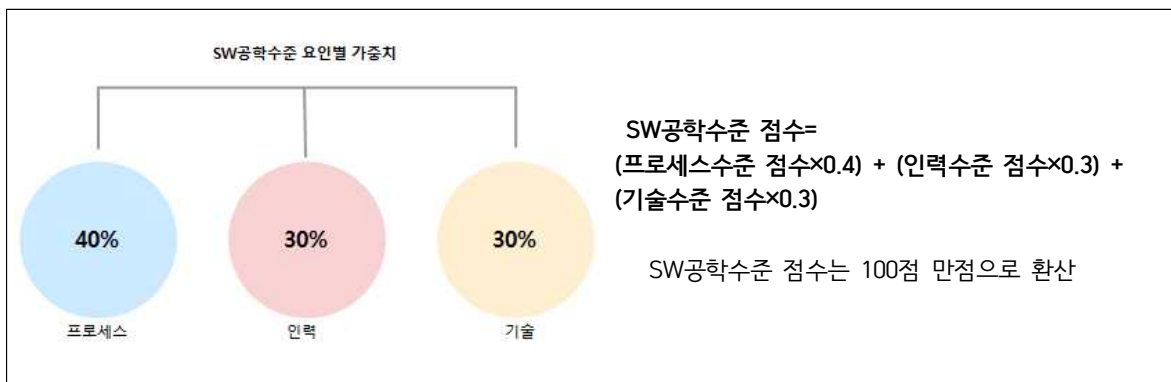 SW공학수준 요인별 가중치
40%
30%
30%
프로세스
인력
기술
SW공학수준 점수=
(프로세스수준 점수×0.4) + (인력수준 점수×0.3) +
(기술수준 점수×0.3)
SW공학수준 점수는 100점 만점으로 환산